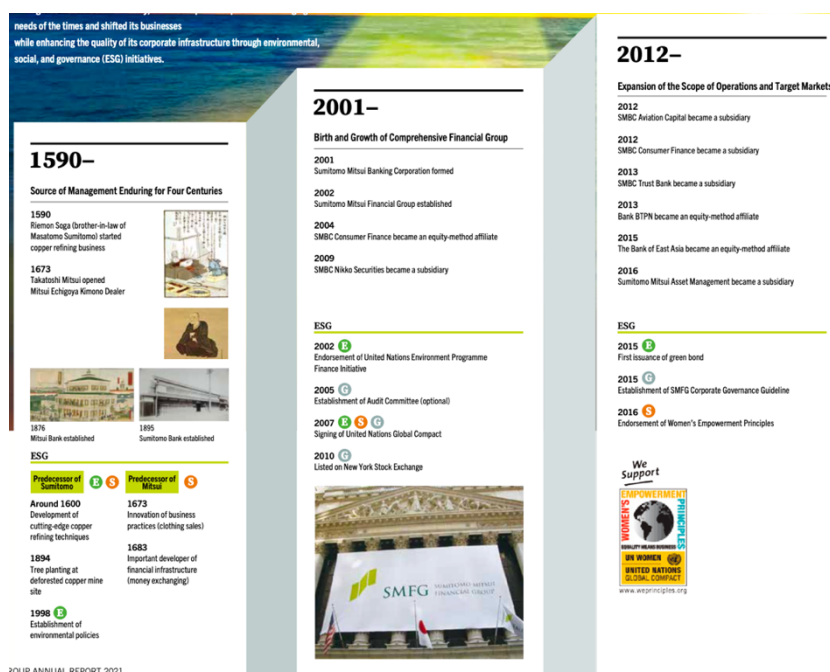 needs of the times and shifted its businesses
while enhancing the quality of its corporate infrastructure through environmental,
social, and governance (ESG) initiatives.
1590–
Source of Management Enduring for Four Centuries
1590
Riemon Soga (brother-in-law of
Masatomo Sumitomo) started
copper refining business
1673
Takatoshi Mitsui opened
Mitsui Echigoya Kimono Dealer
1876
Mitsui Bank established
1895
Sumitomo Bank established
ESG
Predecessor of
Sumitomo
E S
Around 1600
Development of
cutting-edge copper
refining techniques
1894
Tree planting at
deforested copper mine
site
1998 E
Establishment of
environmental policies
Predecessor of
Mitsui
S
1673
Innovation of business
practices (clothing sales)
1683
Important developer of
financial infrastructure
(money exchanging)
2001–
Birth and Growth of Comprehensive Financial Group
2001
Sumitomo Mitsui Banking Corporation formed
2002
Sumitomo Mitsui Financial Group established
2004
SMBC Consumer Finance became an equity-method affiliate
2009
SMBC Nikko Securities became a subsidiary
ESG
2002 E
Endorsement of United Nations Environment Programme
Finance Initiative
2005 G
Establishment of Audit Committee (optional)
2007 E S G
Signing of United Nations Global Compact
2010 G
Listed on New York Stock Exchange
SMFG
SUMITOMO MITSUI
FINANCIAL GROUP
2012–
Expansion of the Scope of Operations and Target Markets
2012
SMBC Aviation Capital became a subsidiary
2012
SMBC Consumer Finance became a subsidiary
2013
SMBC Trust Bank became a subsidiary
2013
Bank BTPN became an equity-method affiliate
2015
The Bank of East Asia became an equity-method affiliate
2016
Sumitomo Mitsui Asset Management became a subsidiary
ESG
2015 E
First issuance of green bond
2015 G
Establishment of SMFG Corporate Governance Guideline
2016 S
Endorsement of Women's Empowerment Principles
We
Support
WOMEN'S
EMPOWERMENT
PRINCIPLES
EQUALITY MEANS BUSINESS
UN WOMEN
UNITED NATIONS
GLOBAL COMPACT
www.weprinciples.org
ANNUAL REPORT 2021